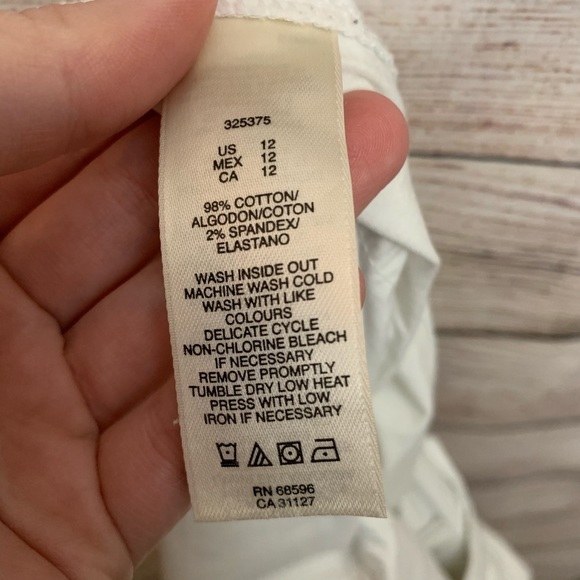 325375
US 12
MEX 12
CA 12
98% COTTON/
ALGODON/COTON
2% SPANDEX/
ELASTANO
WASH INSIDE OUT
MACHINE WASH COLD
WASH WITH LIKE
COLOURS
DELICATE CYCLE
NON-CHLORINE BLEACH
IF NECESSARY
REMOVE PROMPTLY
TUMBLE DRY LOW HEAT
PRESS WITH LOW
IRON IF NECESSARY
RN 68596
CA 31127